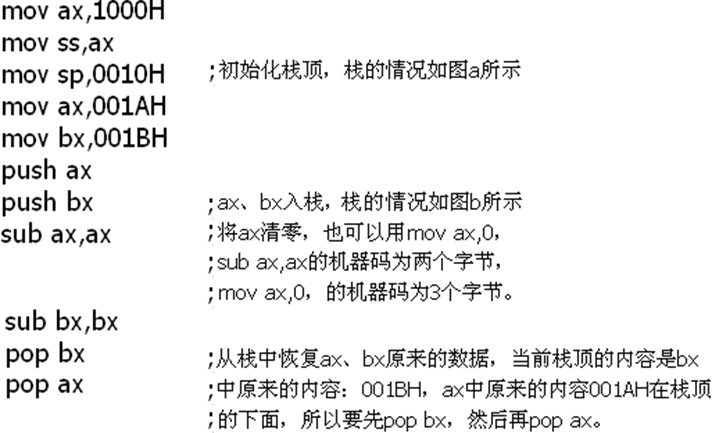 mov ax,1000H
mov ss,ax
mov sp,0010H ;初始化栈顶，栈的情况如图a所示
mov ax,001AH
mov bx,001BH
push ax
push bx ;ax、bx入栈，栈的情况如图b所示
sub ax,ax ;将ax清零，也可以用mov ax,0，
;sub ax,ax的机器码为两个字节，
;mov ax,0，的机器码为3个字节。
sub bx,bx
pop bx ;从栈中恢复ax、bx原来的数据，当前栈顶的内容是bx
pop ax ;中原来的内容：001BH，ax中原来的内容001AH在栈顶
;的下面，所以要先pop bx，然后再pop ax。